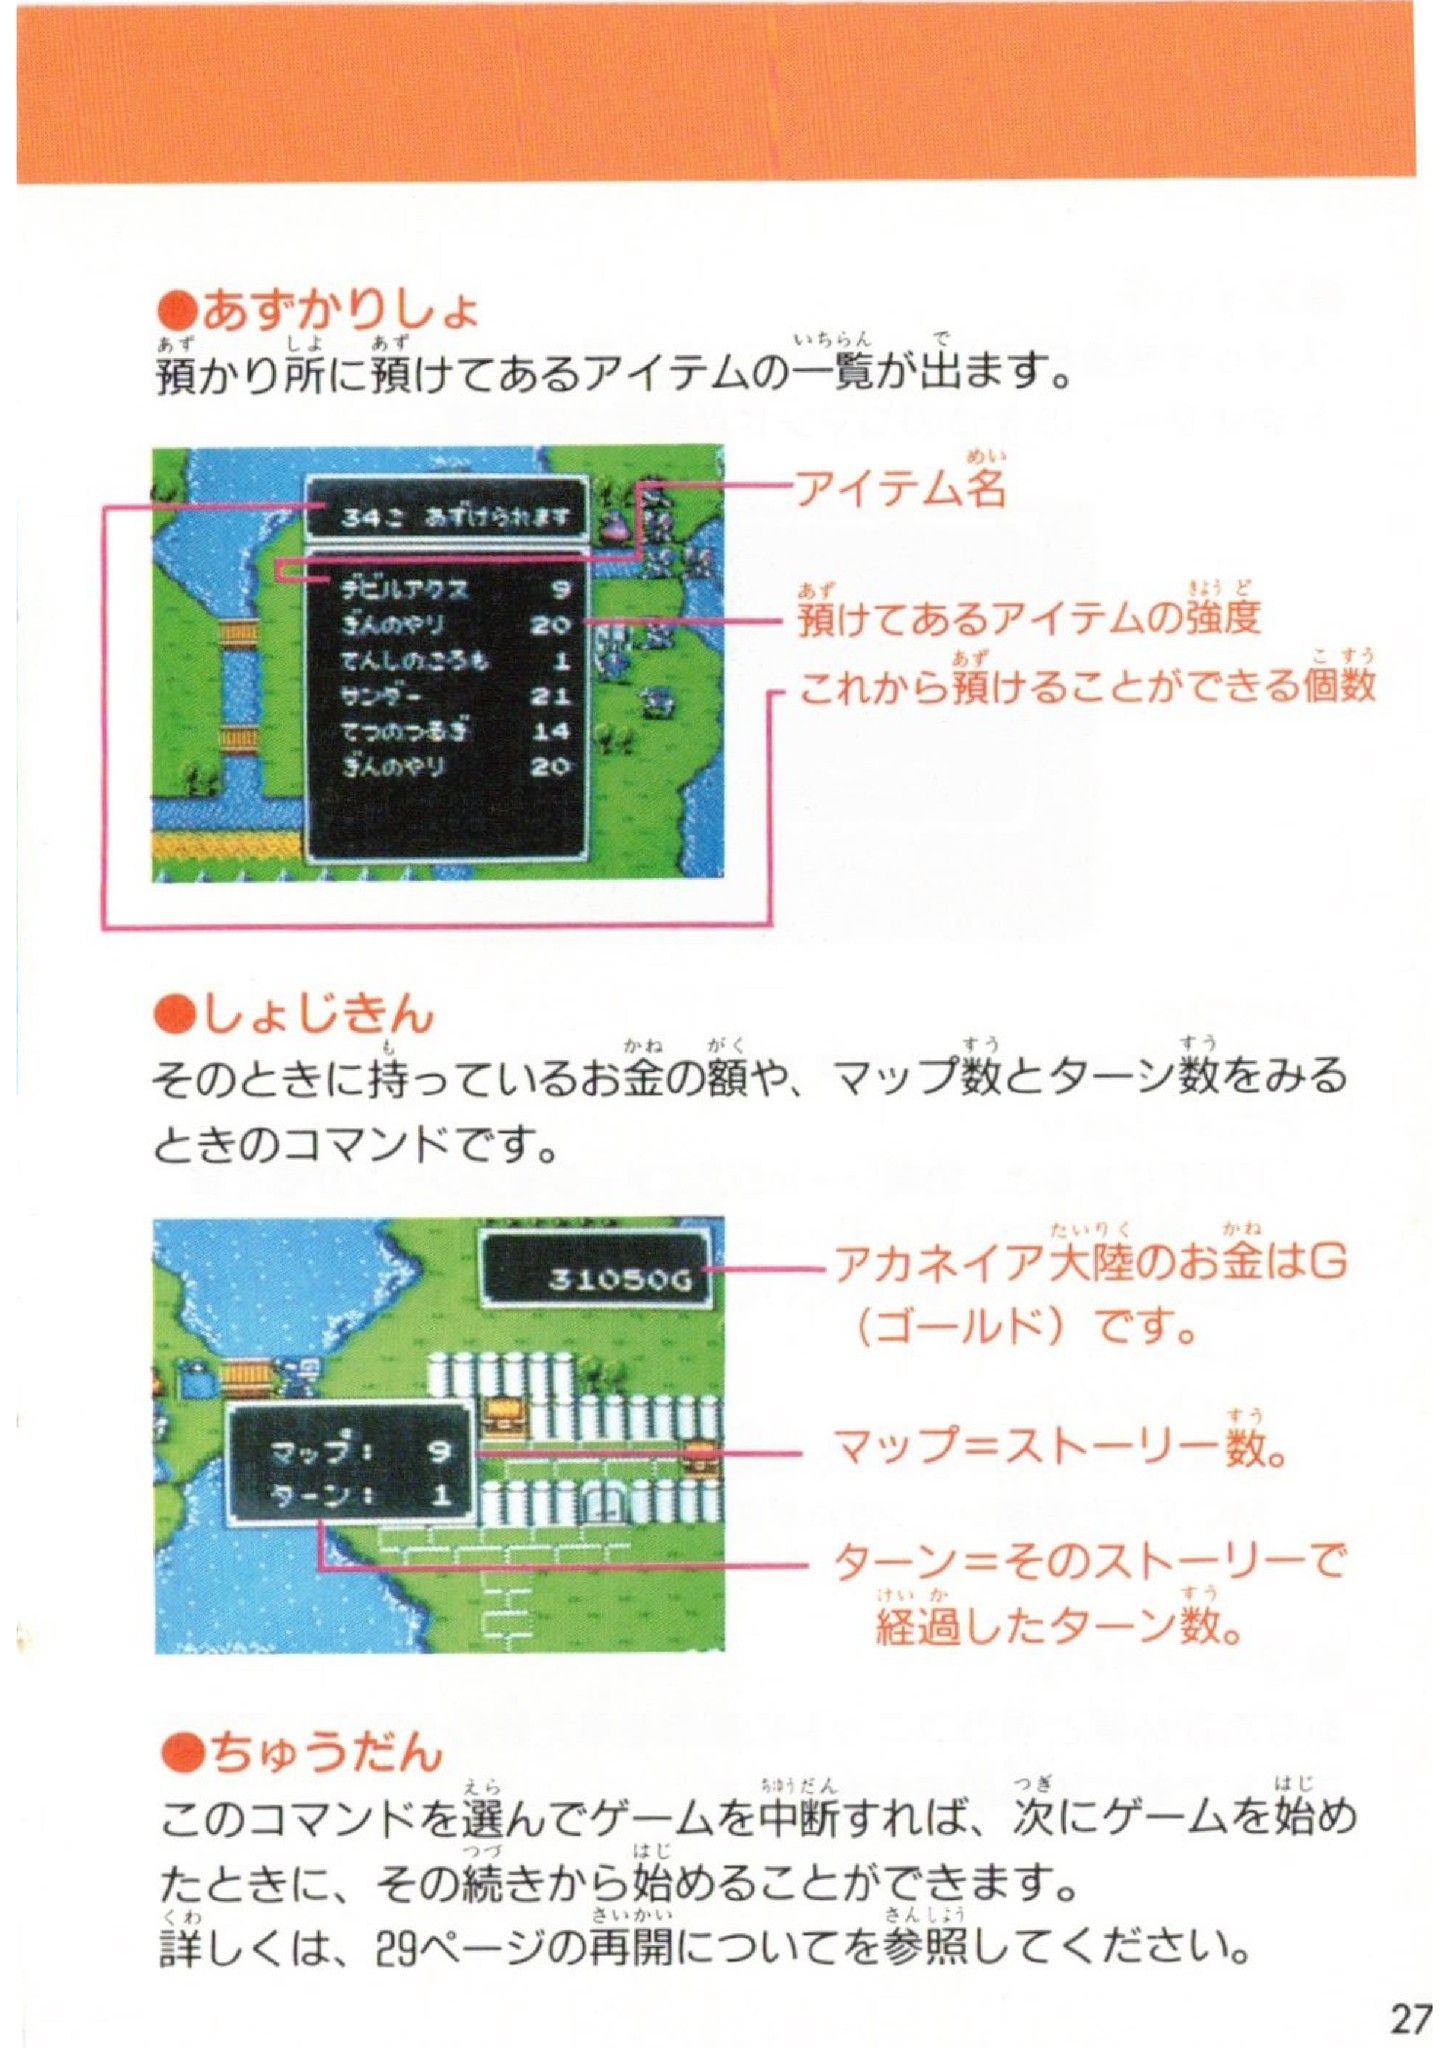 ●あずかりしょ
預かり所に預けてあるアイテムの一覧が出ます。
34こ あずけられます
デビルアクス 9
ぎんのやり 20
てんしのころも 1
サンダー 21
てつのつるぎ 14
ぎんのやり 20
アイテム名
預けてあるアイテムの強度
これから預けることができる個数
●しょじきん
そのときに持っているお金の額や、マップ数とターン数をみる
ときのコマンドです。
31050G
マップ: 9
ターン: 1
アカネイア大陸のお金はG
(ゴールド)です。
マップ=ストーリー数。
ターン=そのストーリーで
経過したターン数。
●ちゅうだん
このコマンドを選んでゲームを中断すれば、次にゲームを始め
たときに、その続きから始めることができます。
詳しくは、29ページの再開についてを参照してください。
27